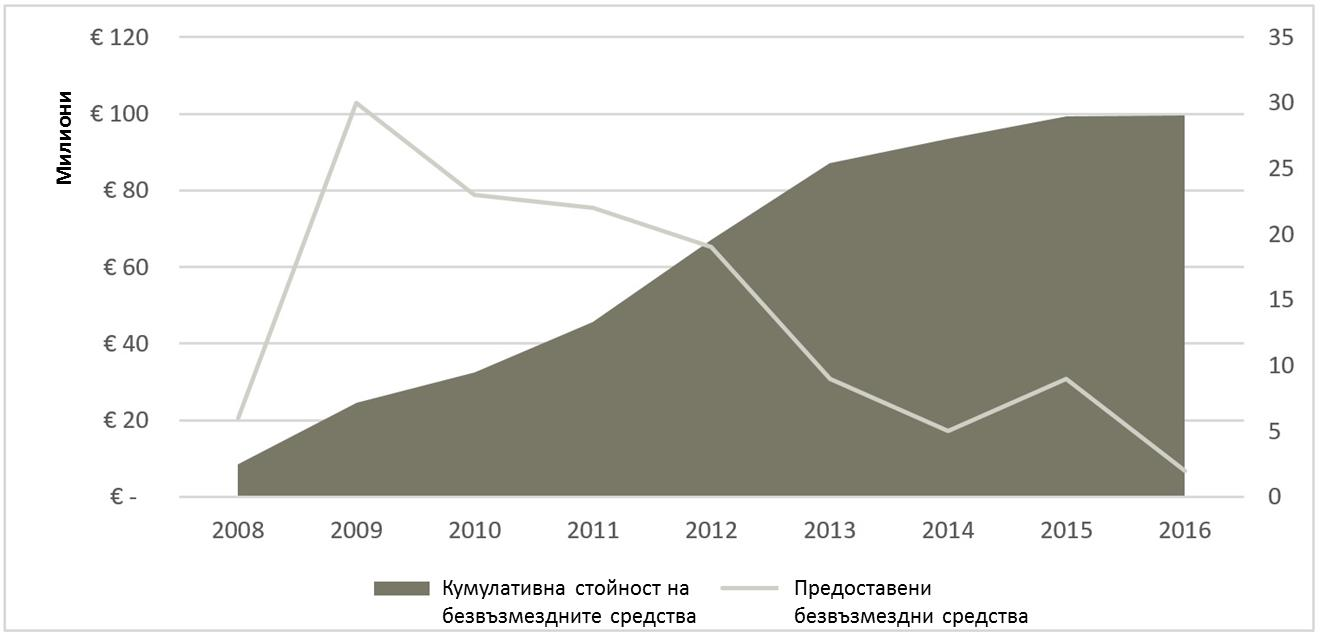 Милиони
€ 120
€ 100
€ 80
€ 60
€ 40
€ 20
€ -
35
30
25
20
15
10
5
0
2008 2009 2010 2011 2012 2013 2014 2015 2016
Кумулативна стойност на
безвъзмездните средства
Предоставени
безвъзмездни средства